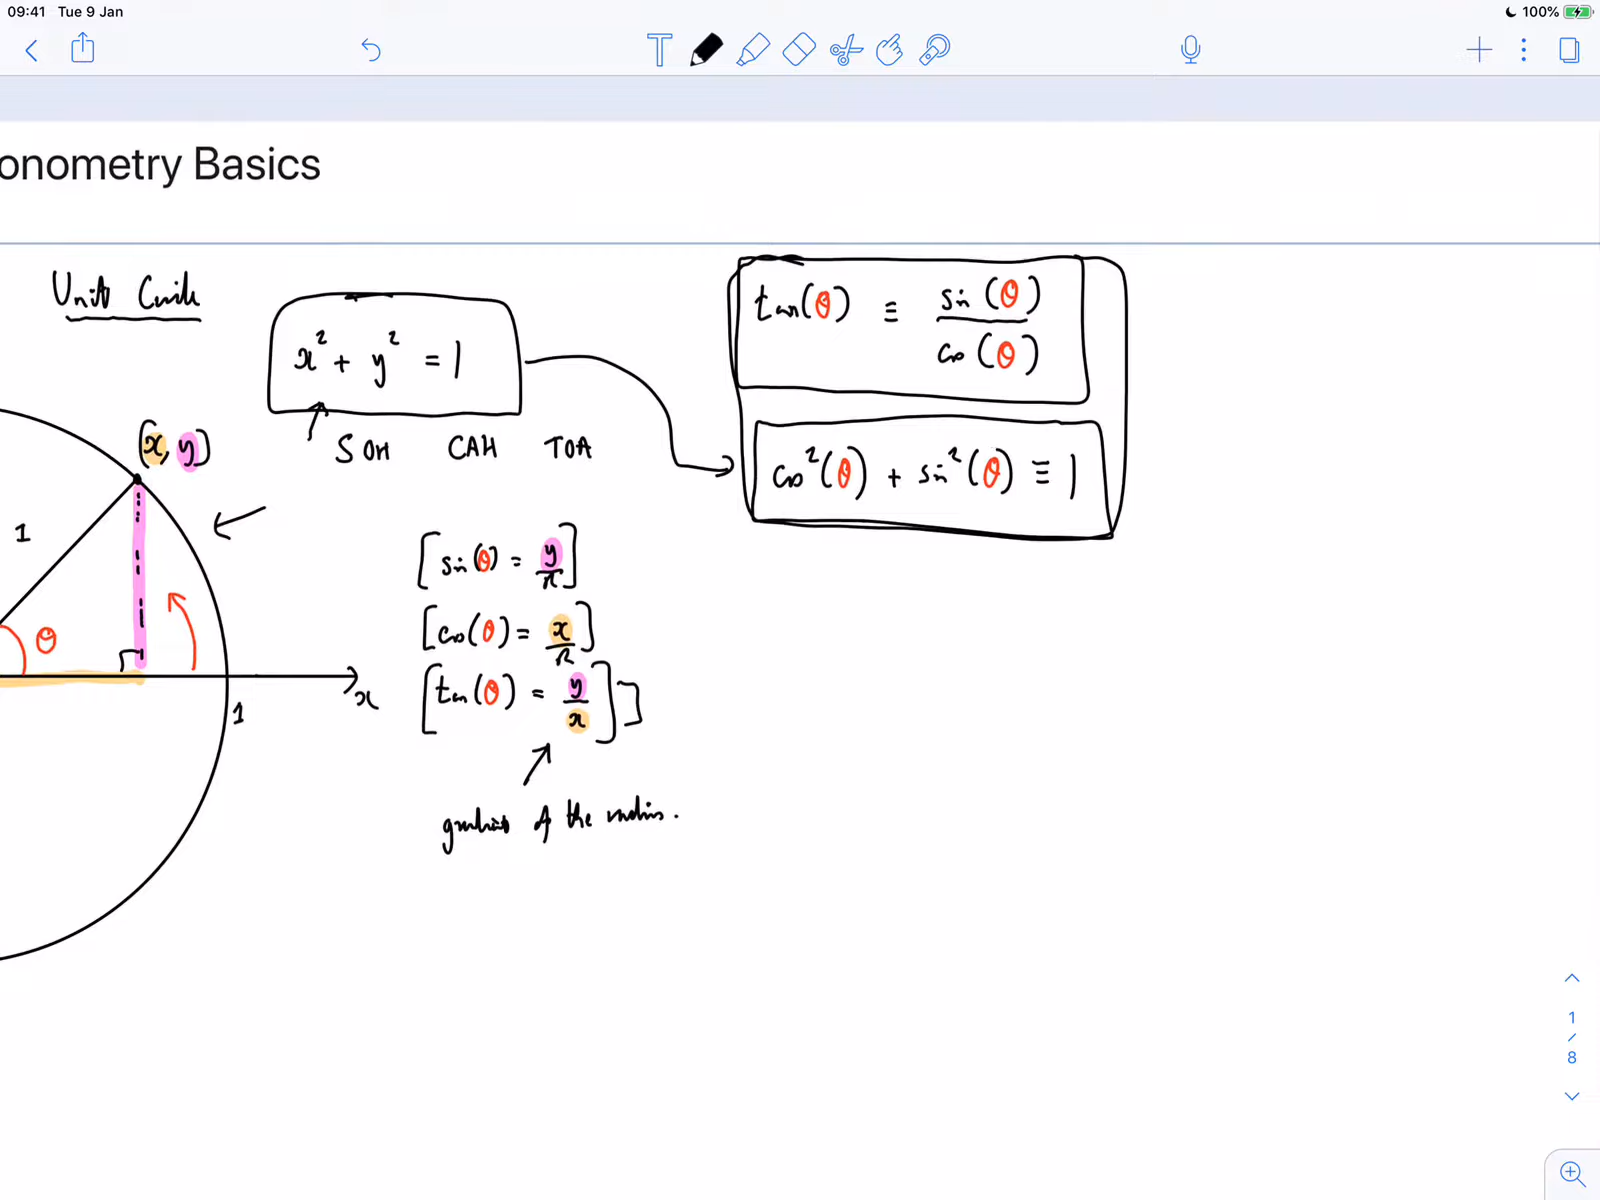 09:41 Tue 9 Jan
100%
onometry Basics
Unit Circle
x² + y² = 1
tan(θ) ≡ sin(θ)/cos(θ)
(x, y)
SOH CAH TOA
cos²(θ) + sin²(θ) ≡ 1
1
[sin(θ) = y/r]
θ
[cos(θ) = x/r]
[tan(θ) = y/x]]
x
1
gradient of the radius.
1
/
8